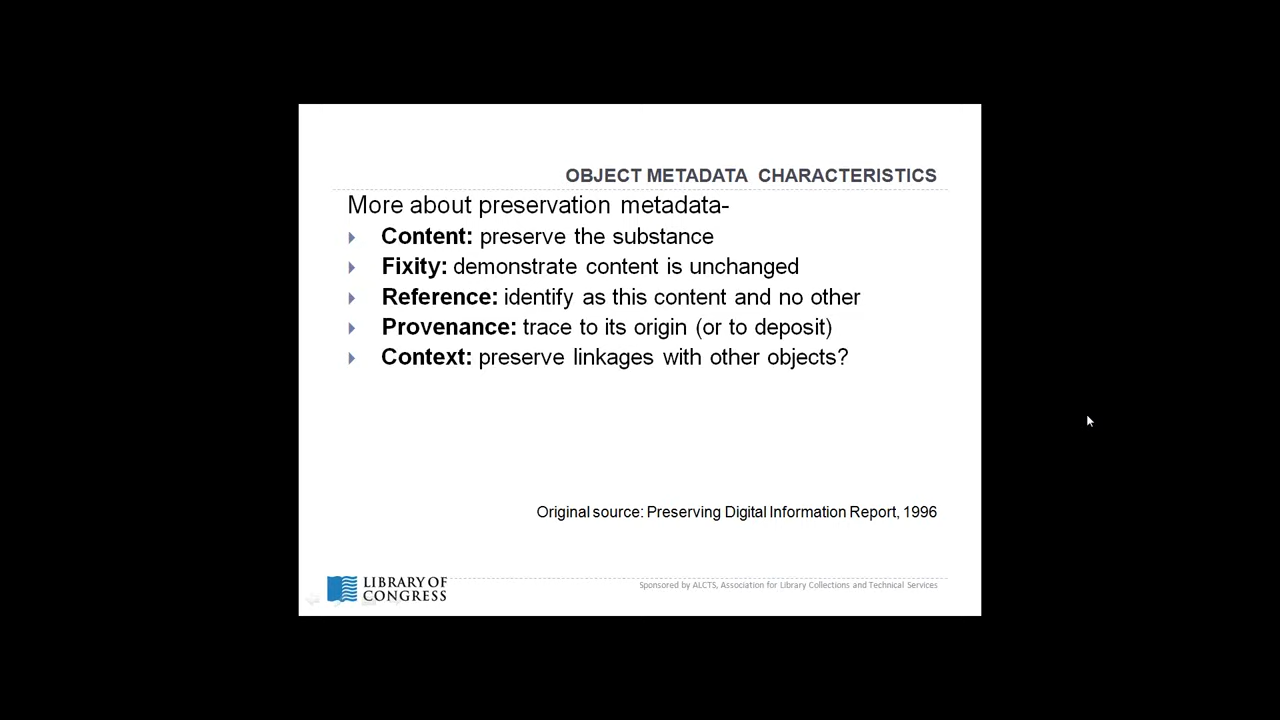 OBJECT METADATA CHARACTERISTICS
More about preservation metadata-
Content: preserve the substance
Fixity: demonstrate content is unchanged
Reference: identify as this content and no other
Provenance: trace to its origin (or to deposit)
Context: preserve linkages with other objects?
Original source: Preserving Digital Information Report, 1996
LIBRARY OF
CONGRESS
Sponsored by ALCTS, Association for Library Collections and Technical Services